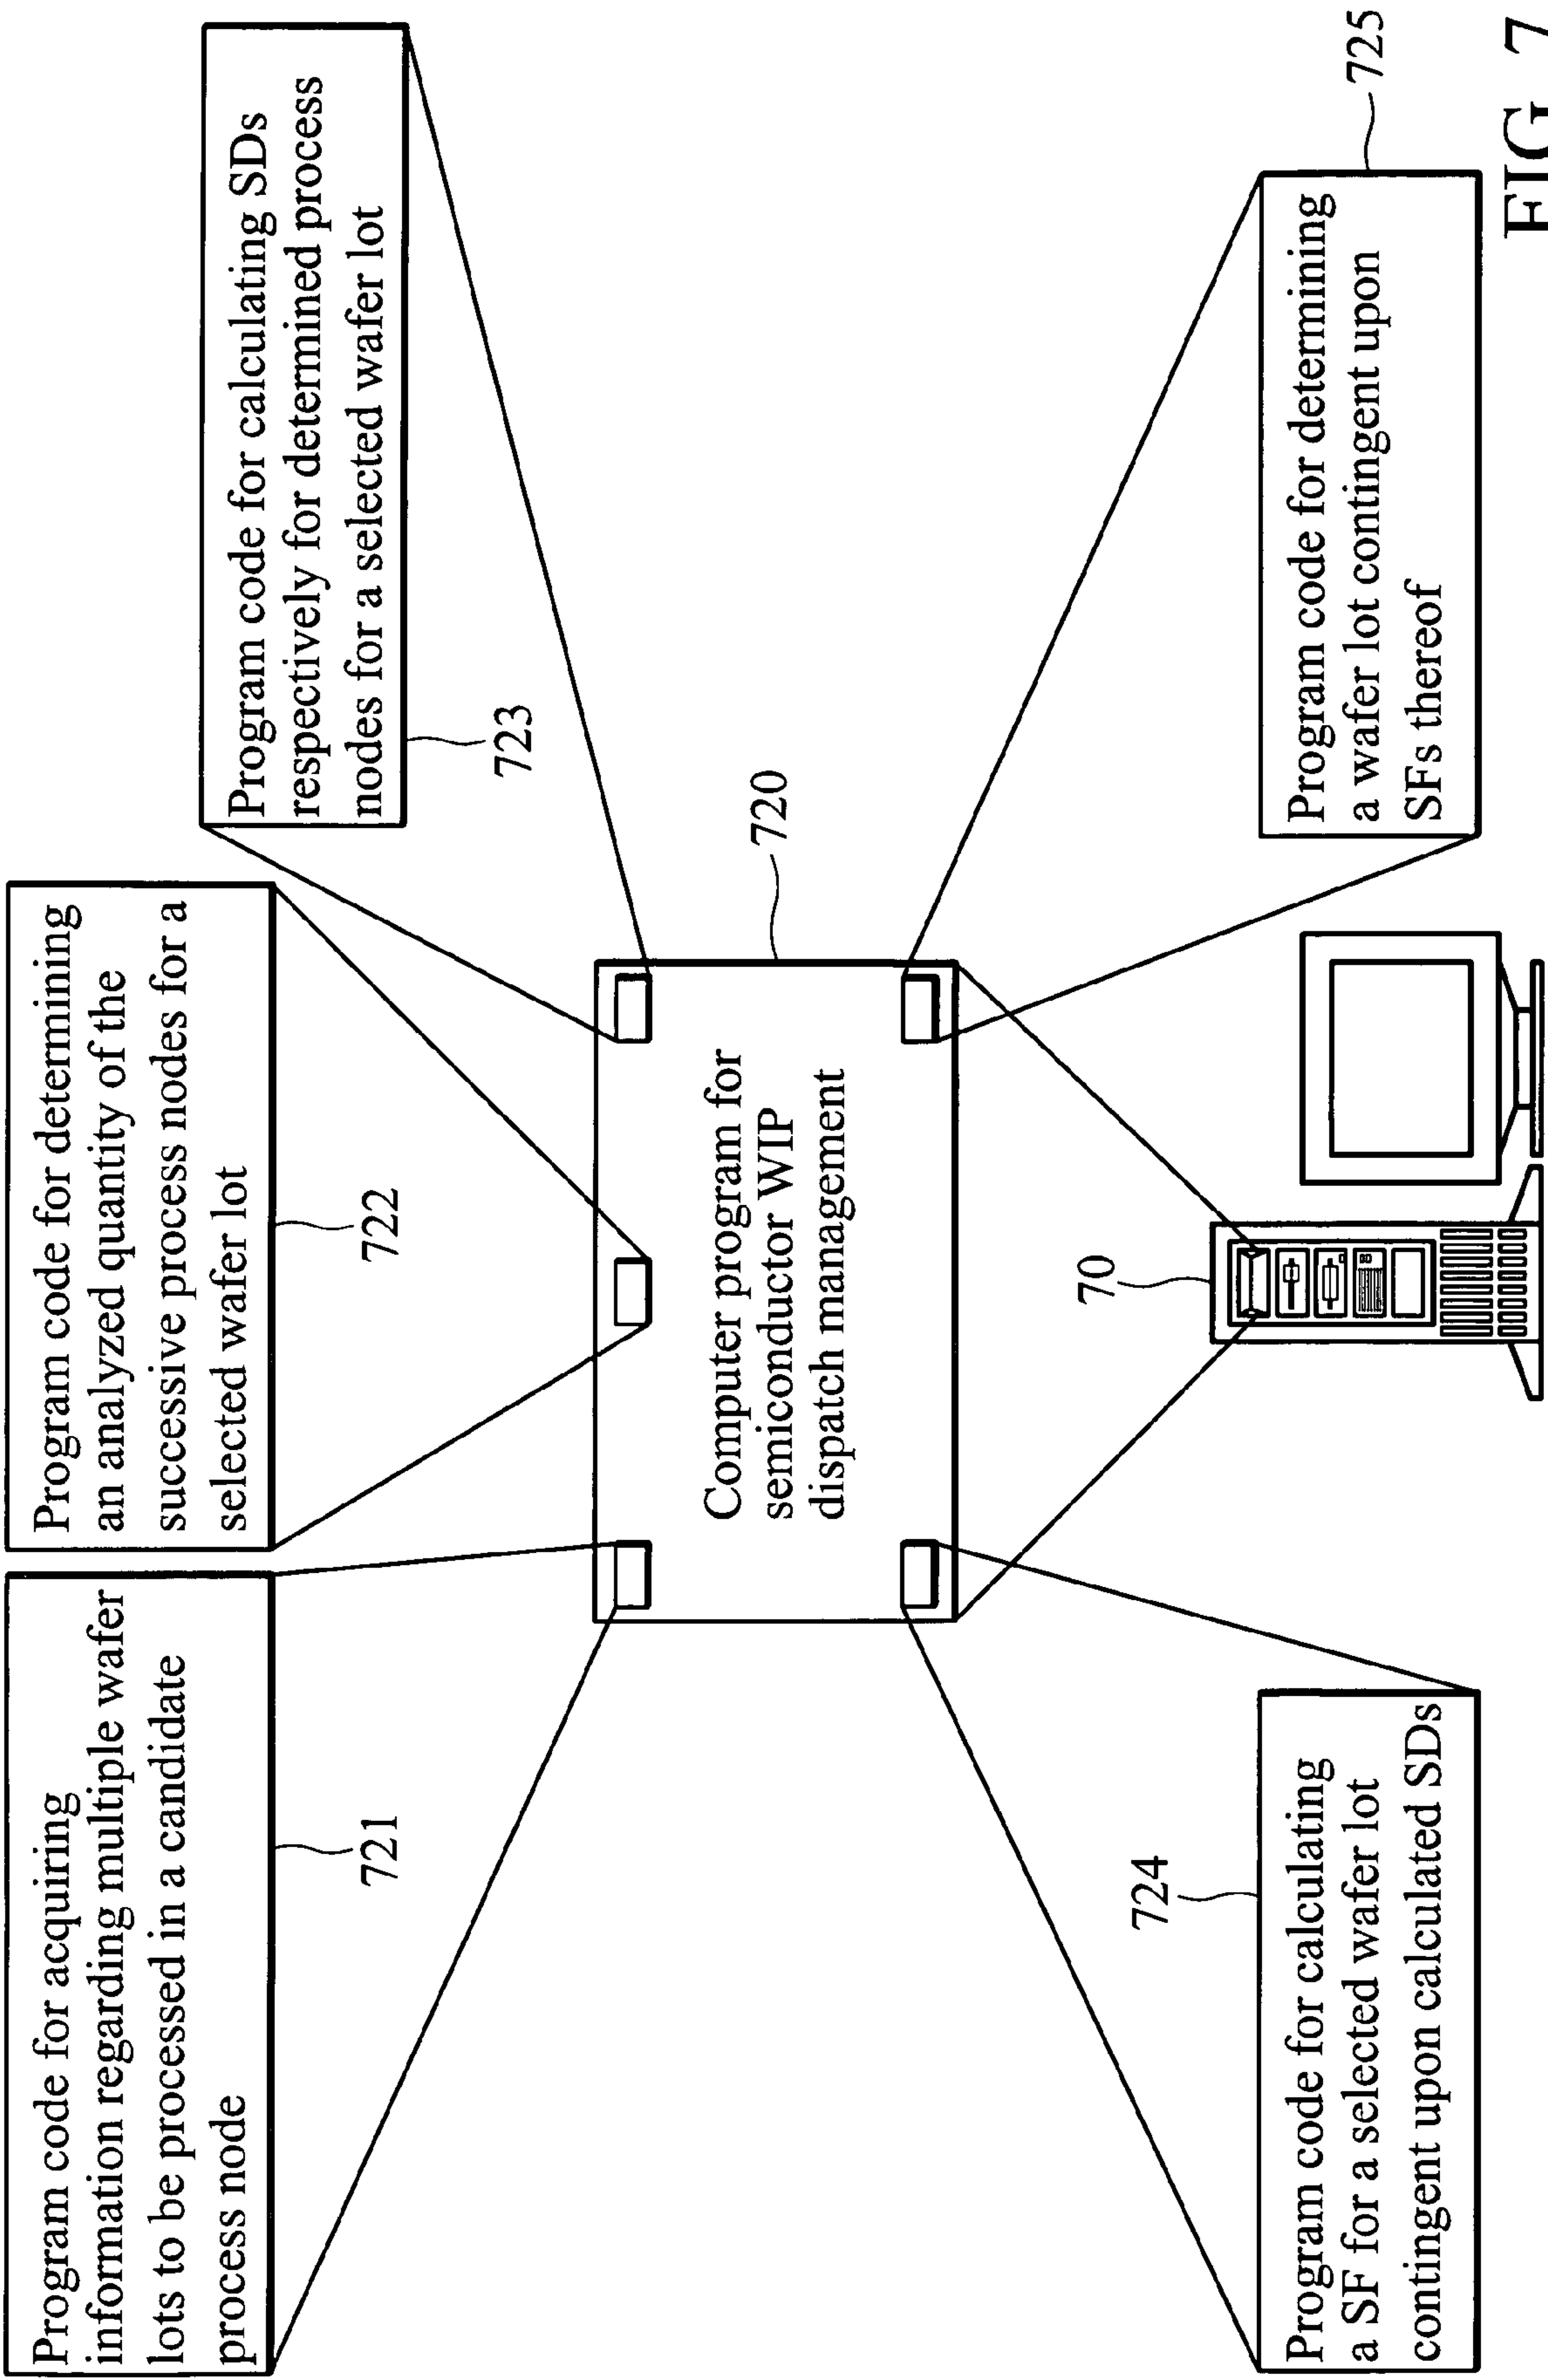 Program code for acquiring
information regarding multiple wafer
lots to be processed in a candidate
process node
721
Program code for determining
an analyzed quantity of the
successive process nodes for a
selected wafer lot
722
Program code for calculating SDs
respectively for determined process
nodes for a selected wafer lot
723
Computer program for
semiconductor WIP
dispatch management
720
Program code for calculating
a SF for a selected wafer lot
contingent upon calculated SDs
724
70
Program code for determining
a wafer lot contingent upon
SFs thereof
725
FIG. 7